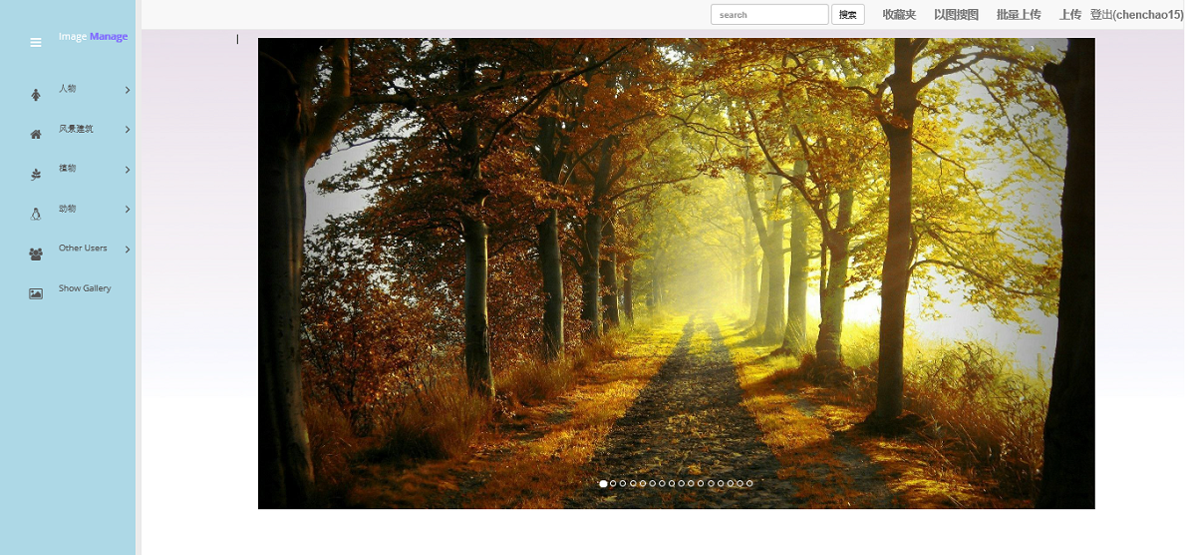 search 搜索 收藏夹 以图搜图 批量上传 上传 登出(chenchao15)
Image Manage
人物
风景建筑
植物
动物
Other Users
Show Gallery